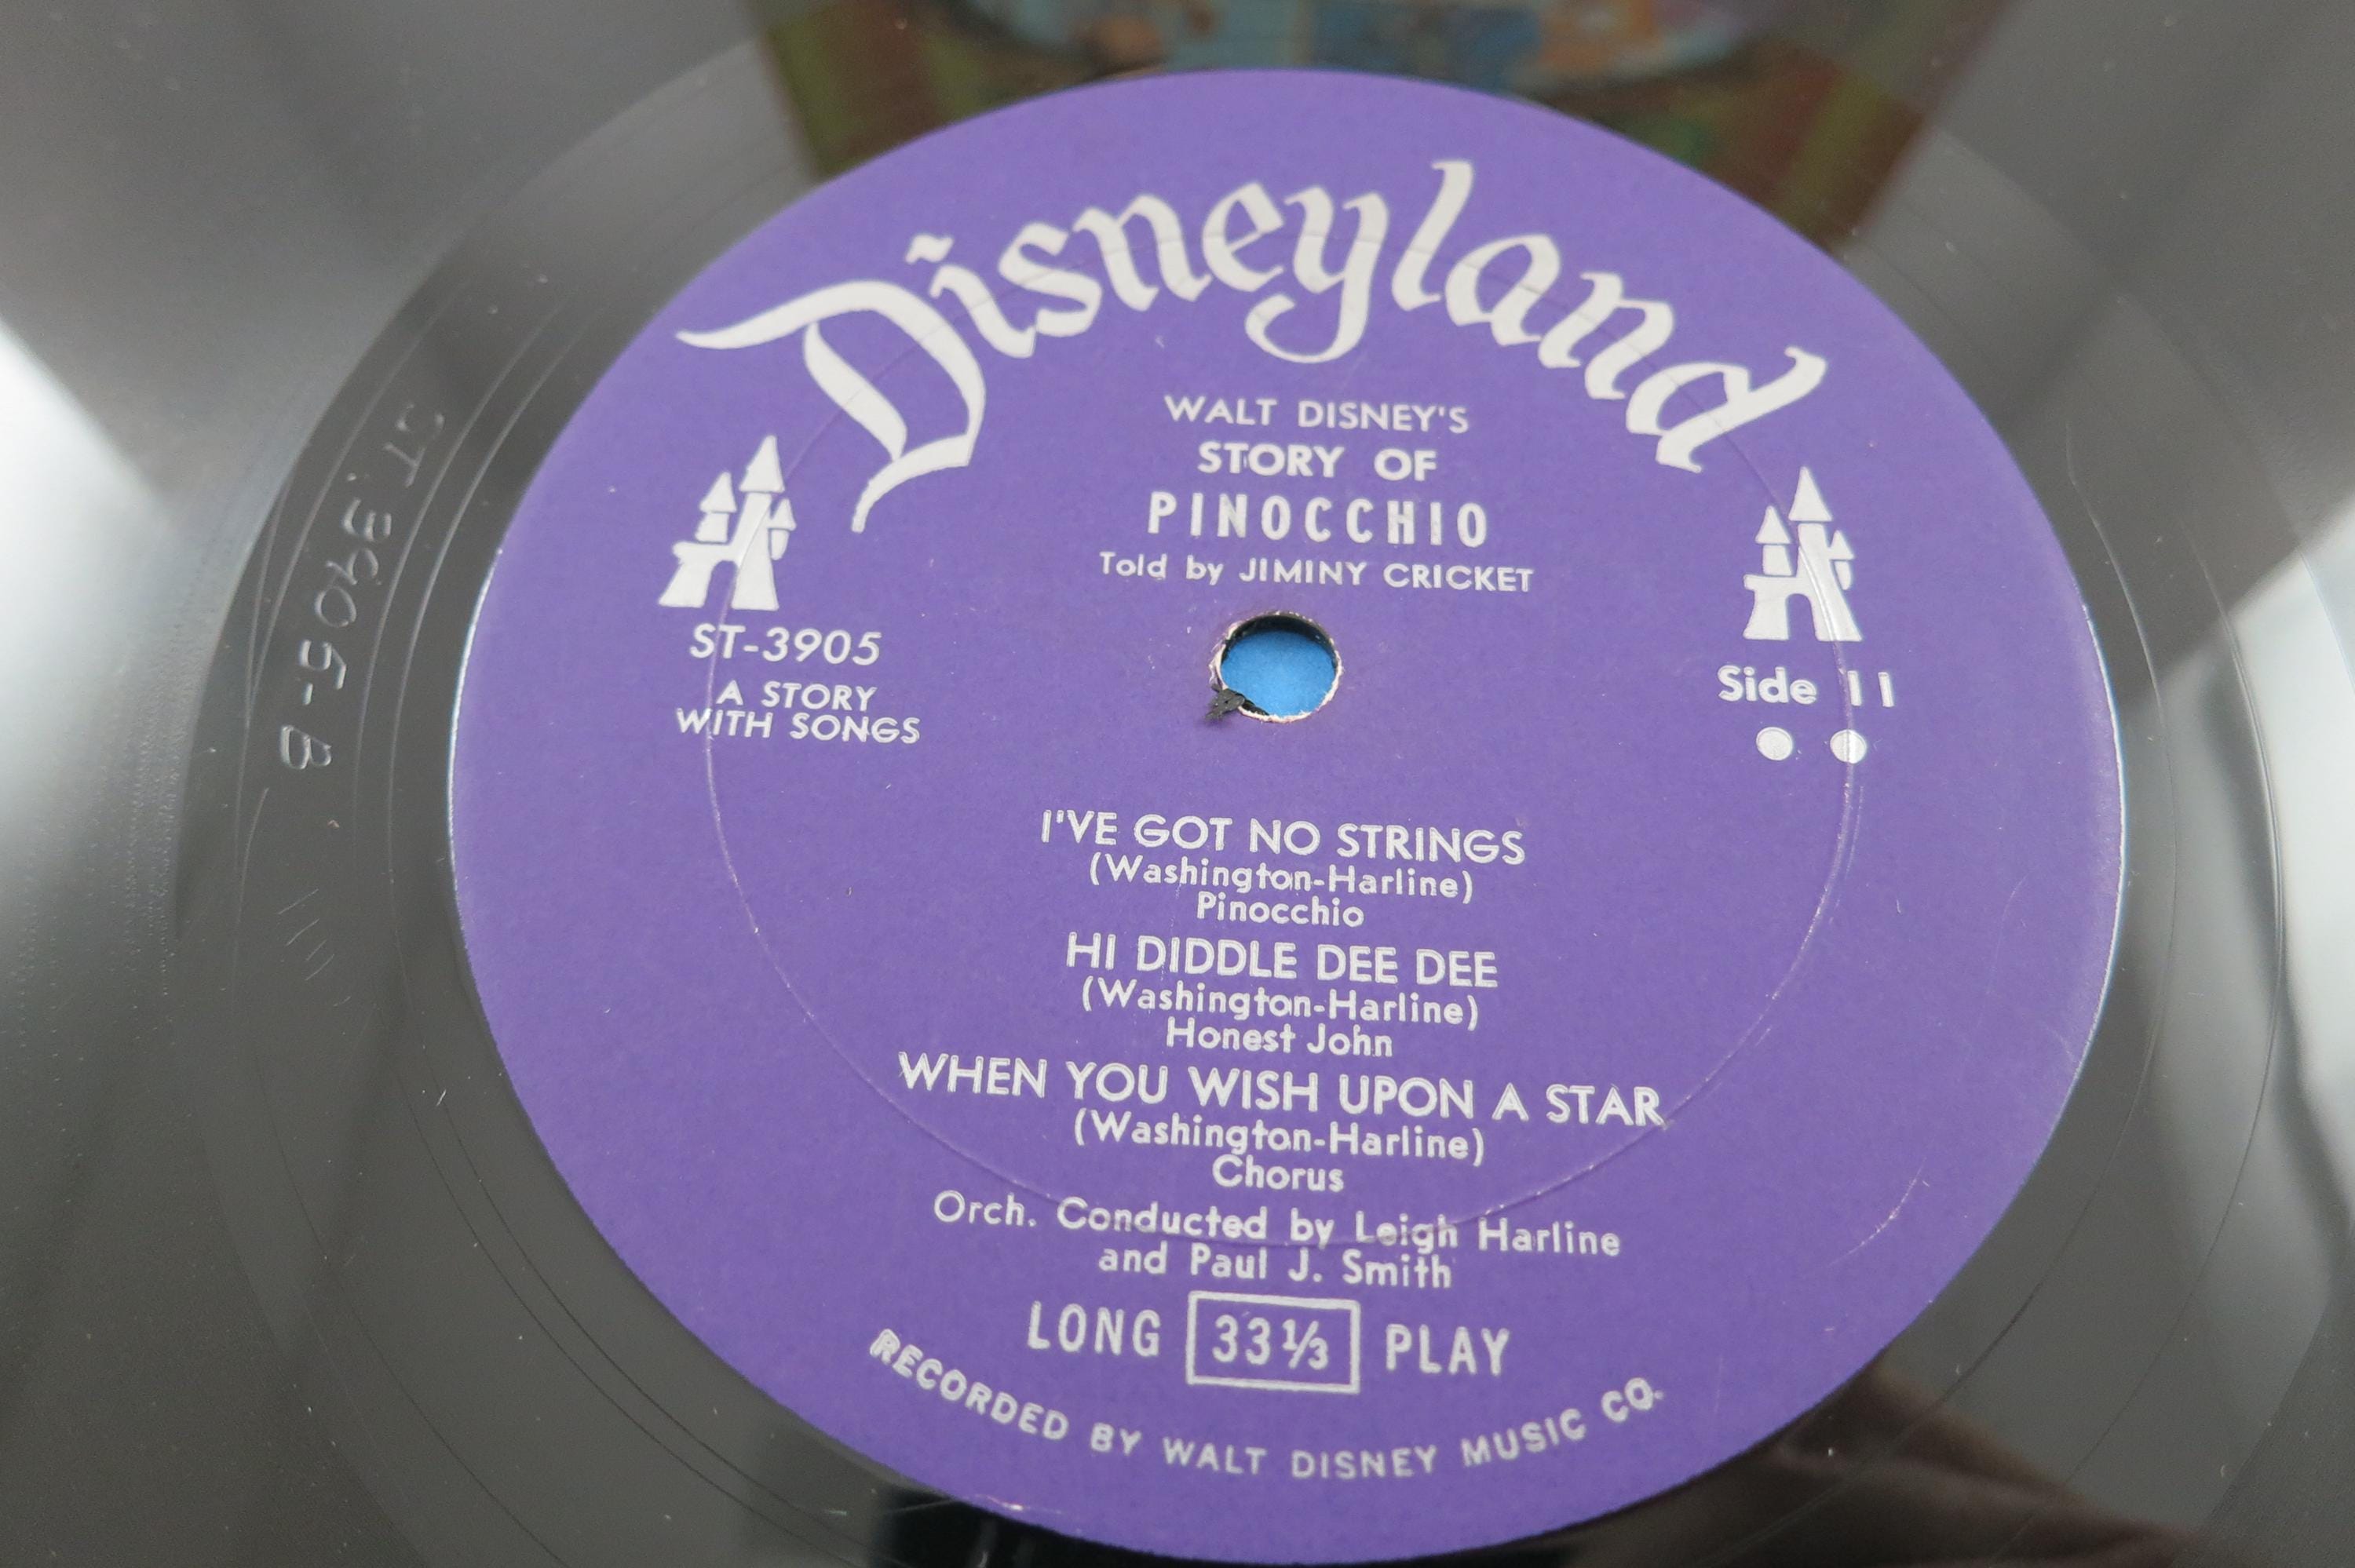 Disneyland
WALT DISNEY'S
STORY OF
PINOCCHIO
Told by JIMINY CRICKET
ST-3905
A STORY
WITH SONGS
Side 11
I'VE GOT NO STRINGS
(Washington-Harline)
Pinocchio
HI DIDDLE DEE DEE
(Washington-Harline)
Honest John
WHEN YOU WISH UPON A STAR
(Washington-Harline)
Chorus
Orch. Conducted by Leigh Harline
and Paul J. Smith
LONG 33⅓ PLAY
RECORDED BY WALT DISNEY MUSIC CO.
ST 3905-B